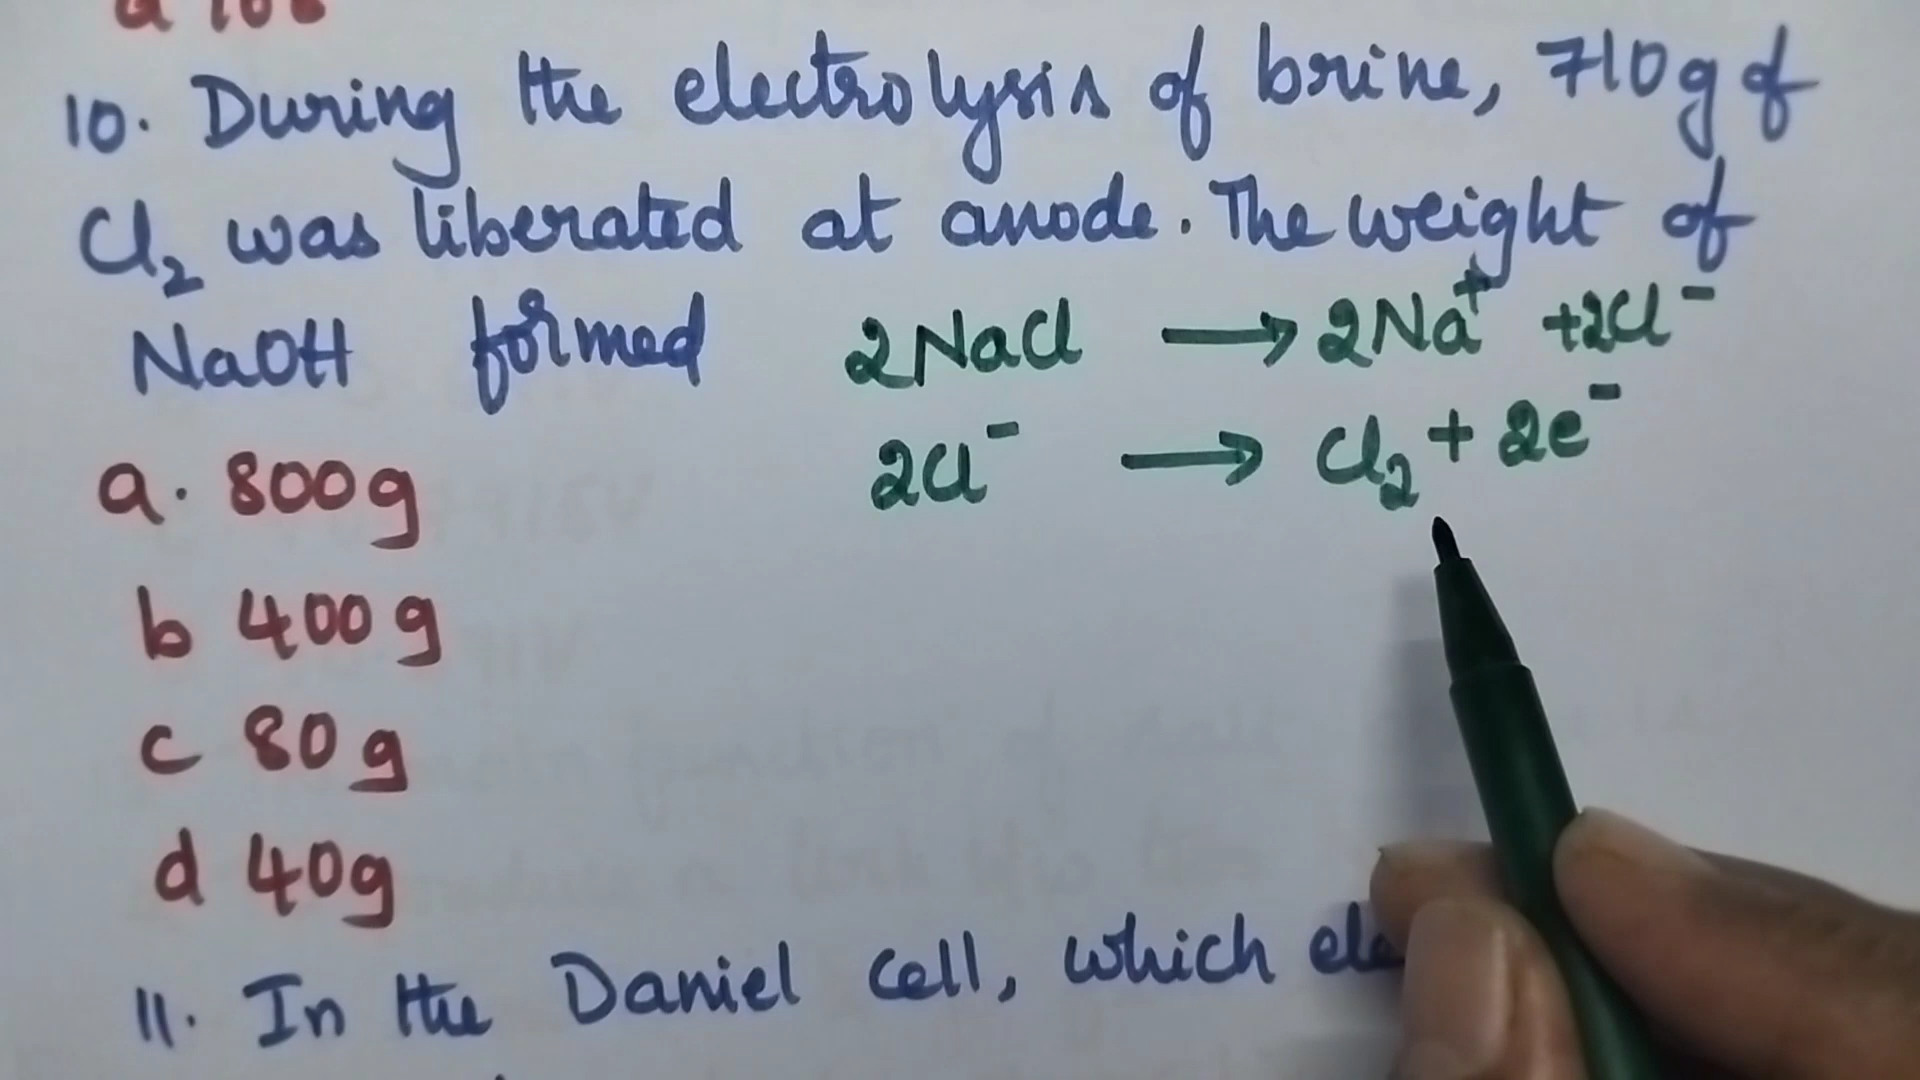 10. During the electrolysis of brine, 710g of
Cl₂ was liberated at anode. The weight of
NaOH formed 2NaCl → 2Na⁺ + 2Cl⁻
2Cl⁻ → Cl₂ + 2e⁻
a. 800g
b 400g
c 80g
d 40g
11. In the Daniel cell, which ele